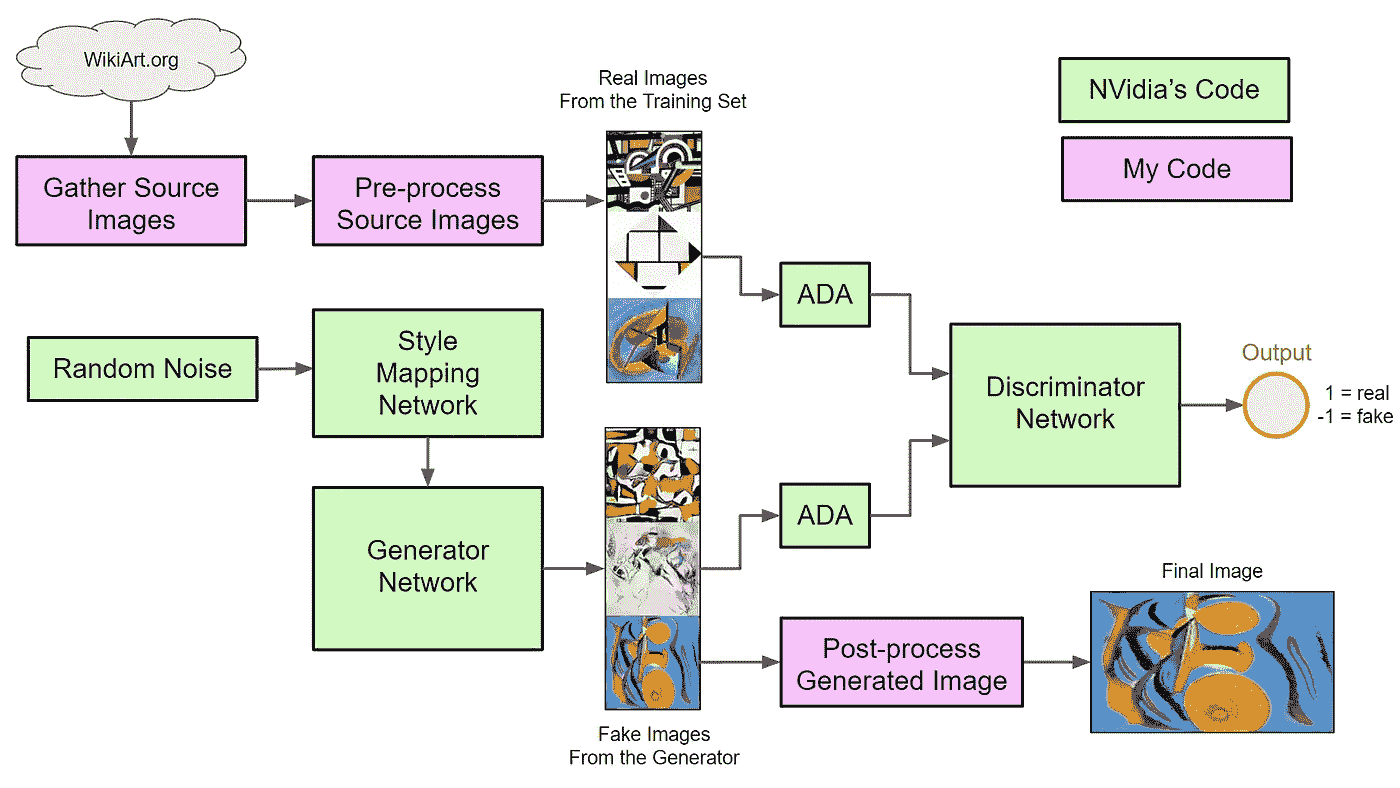 WikiArt.org
Real Images
From the Training Set
NVidia's Code
My Code
Gather Source
Images
Pre-process
Source Images
ADA
Random Noise
Style
Mapping
Network
Discriminator
Network
Output
1 = real
-1 = fake
Generator
Network
ADA
Final Image
Post-process
Generated Image
Fake Images
From the Generator